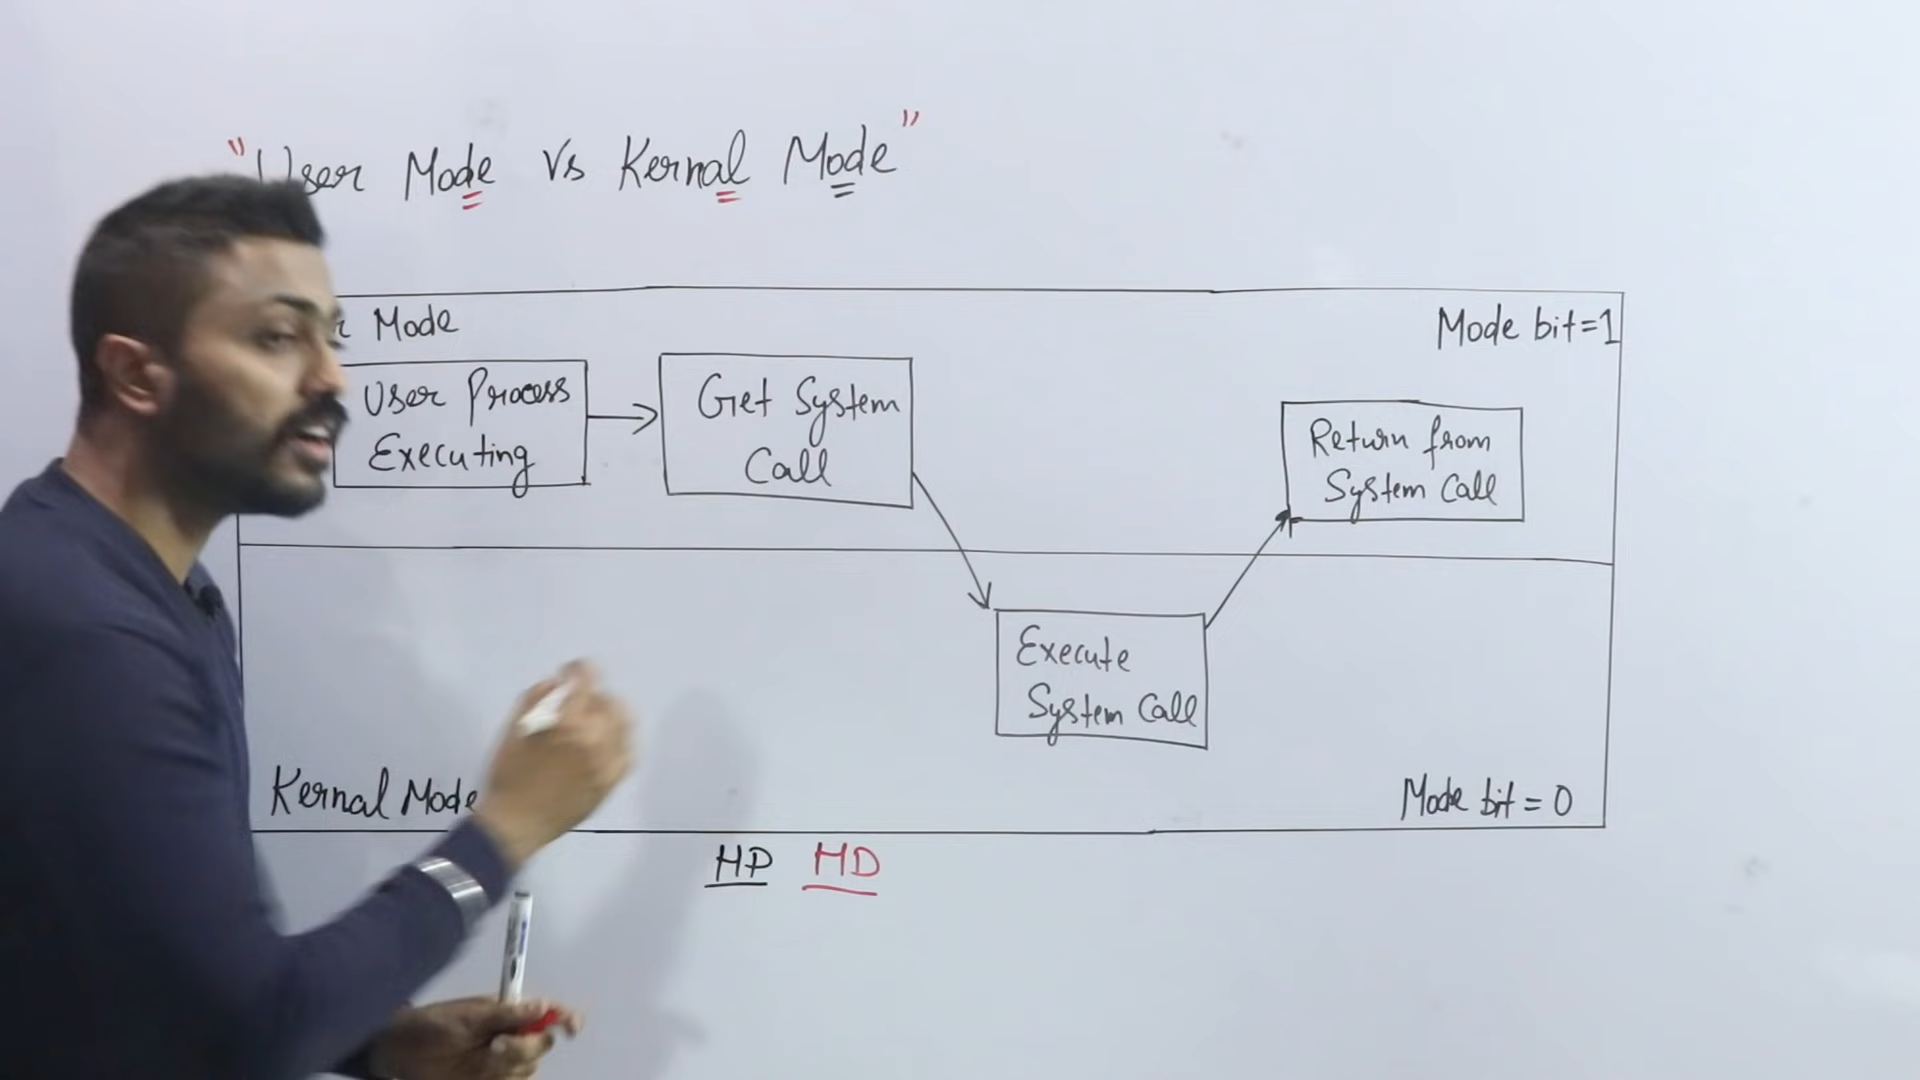 "User Mode Vs Kernal Mode"
Mode
Mode bit=1
User Process
Executing
Get System
Call
Return from
System Call
Execute
System Call
Kernal Mode
Mode bit = 0
HP HD